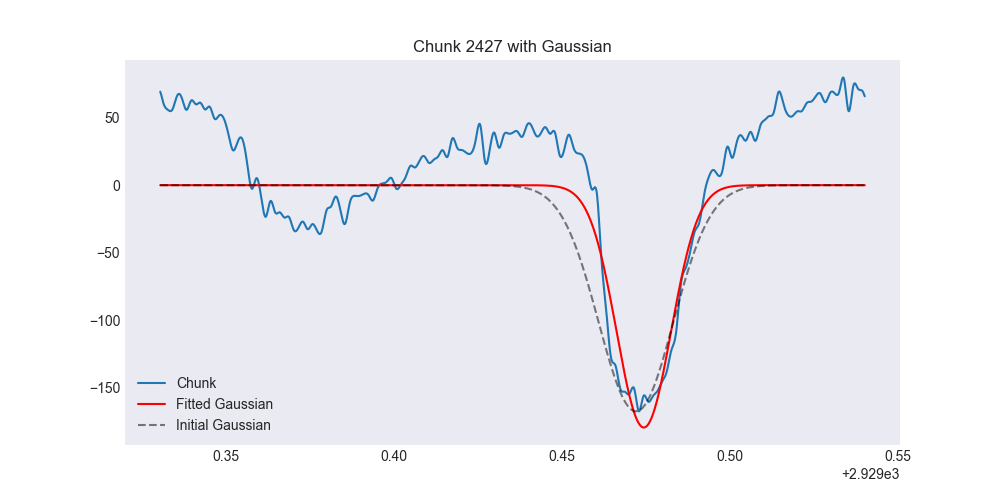 Chunk 2427 with Gaussian
50
0
−50
−100
−150
Chunk
Fitted Gaussian
Initial Gaussian
0.35 0.40 0.45 0.50 0.55
+2.929e3